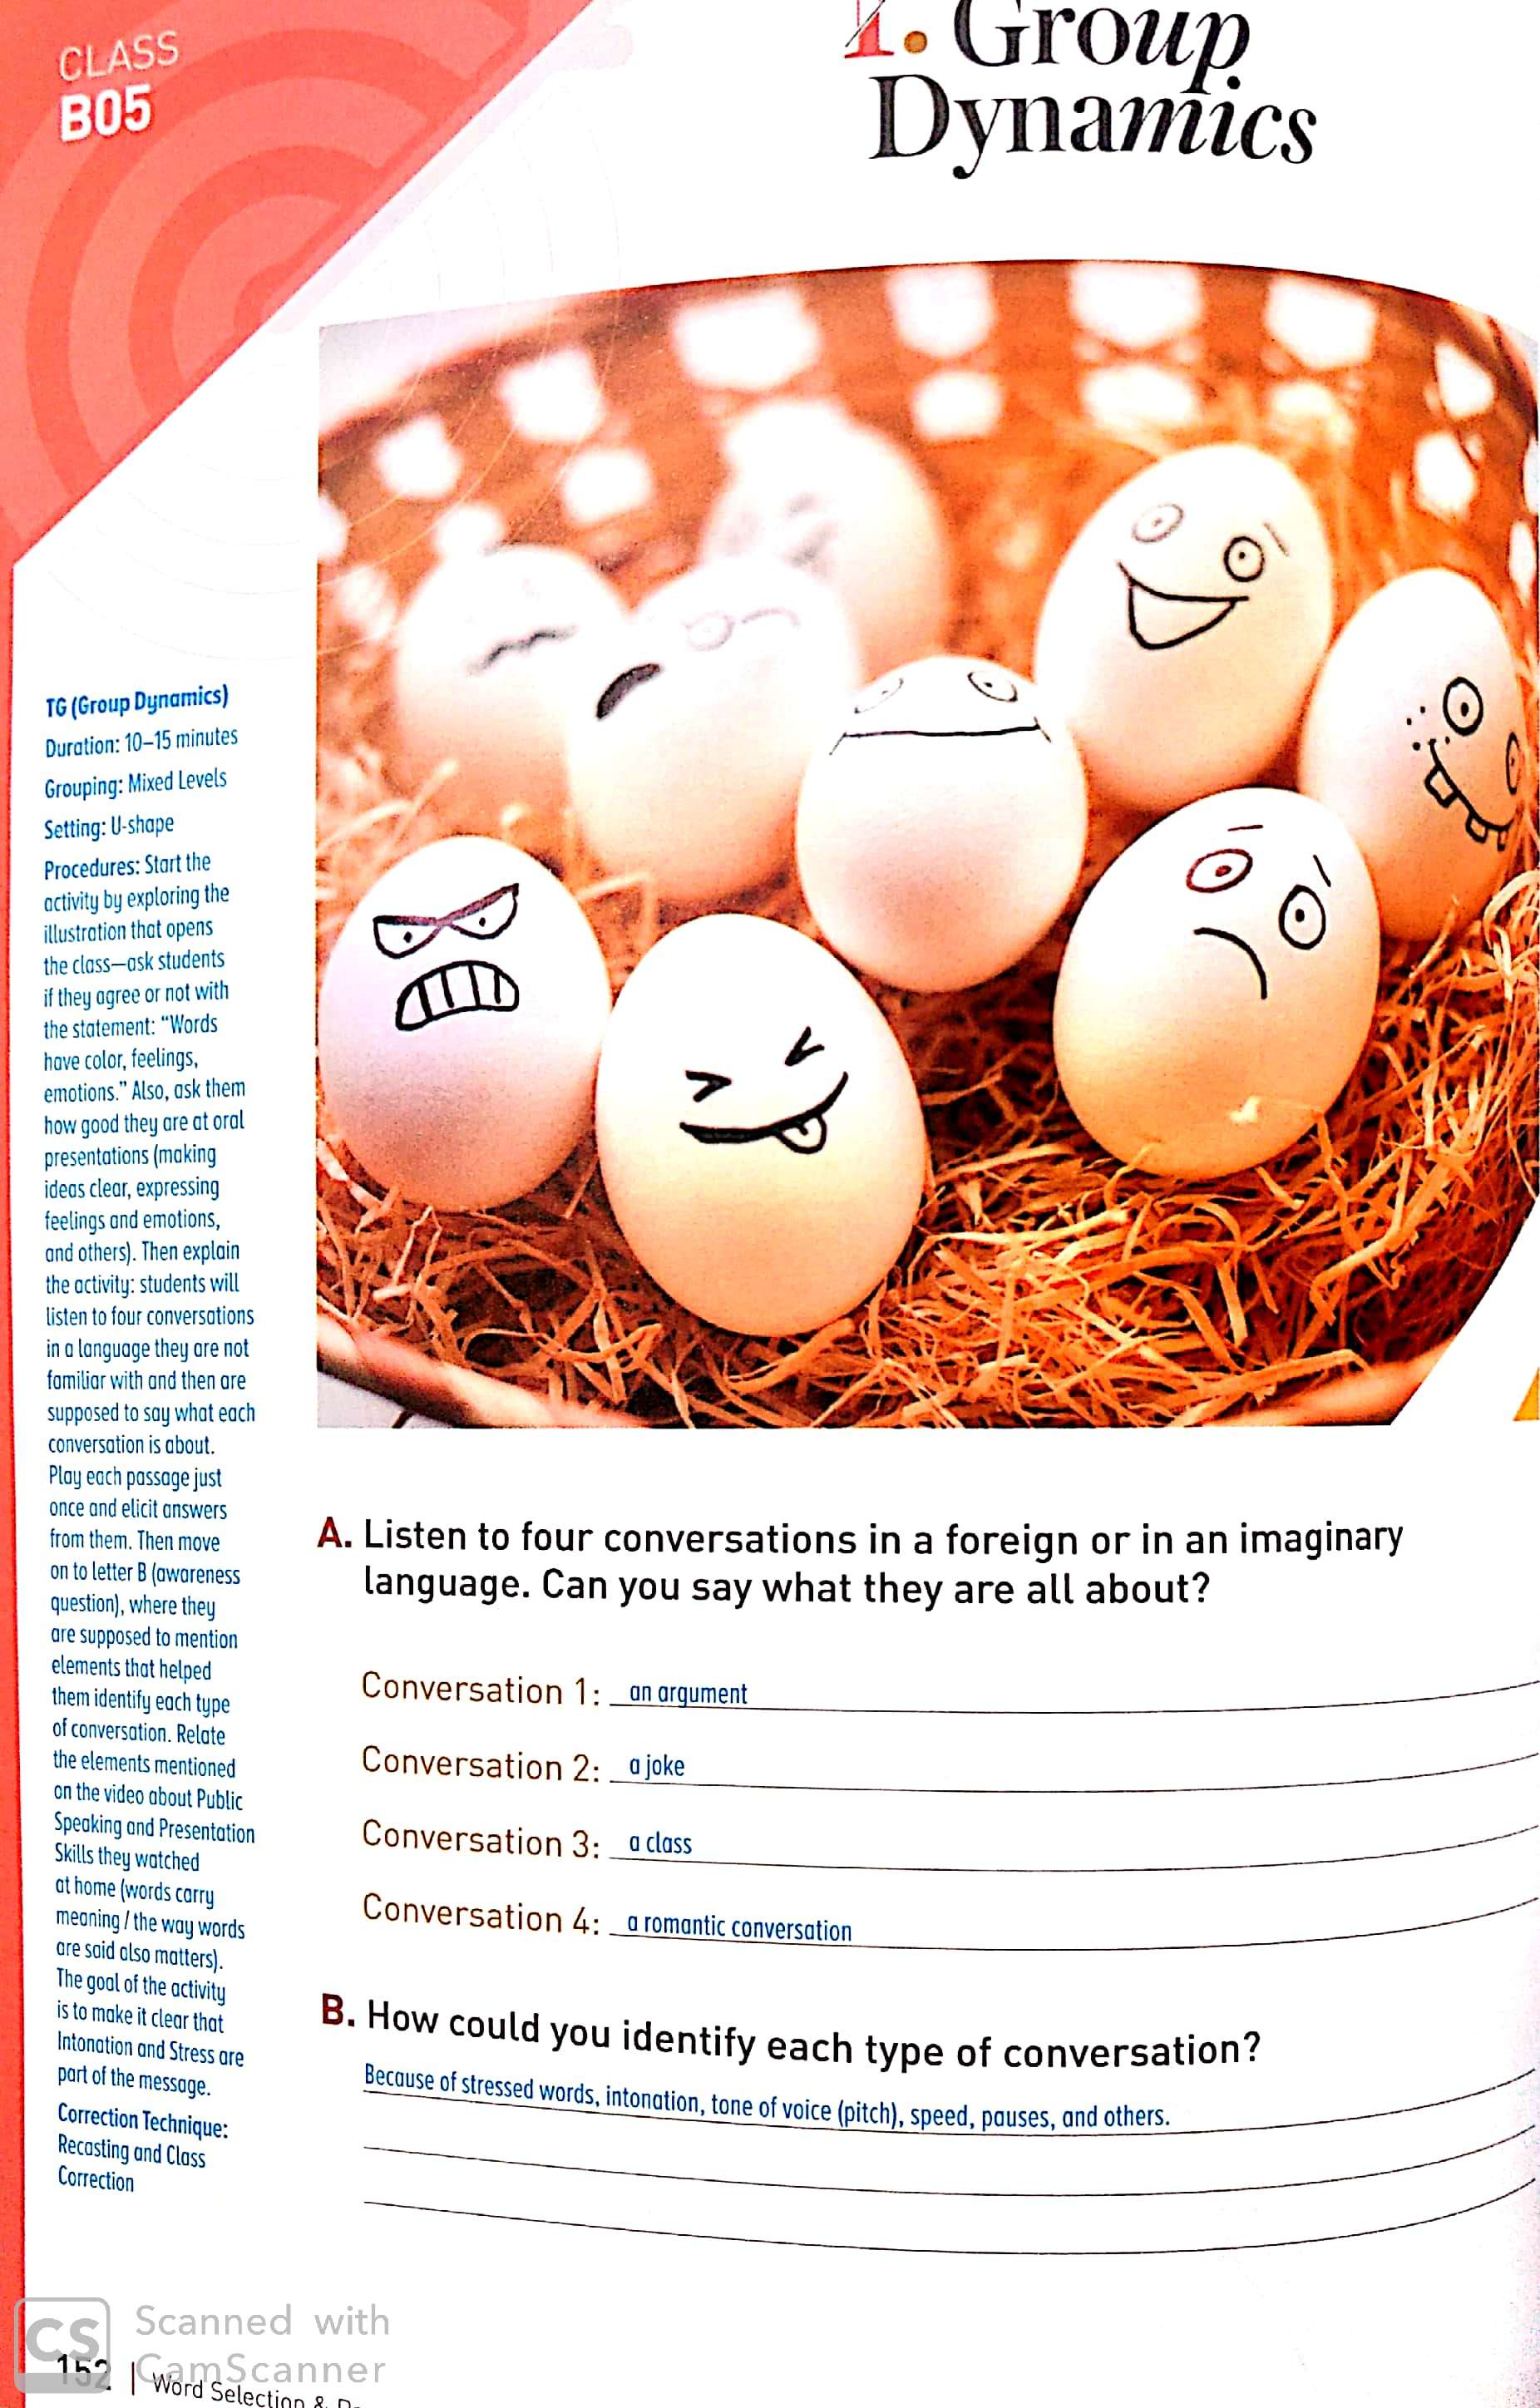 CLASS
B05
1. Group
Dynamics
TG (Group Dynamics)
Duration: 10–15 minutes
Grouping: Mixed Levels
Setting: U-shape
Procedures: Start the
activity by exploring the
illustration that opens
the class—ask students
if they agree or not with
the statement: “Words
have color, feelings,
emotions.” Also, ask them
how good they are at oral
presentations (making
ideas clear, expressing
feelings and emotions,
and others). Then explain
the activity: students will
listen to four conversations
in a language they are not
familiar with and then are
supposed to say what each
conversation is about.
Play each passage just
once and elicit answers
from them. Then move
on to letter B (awareness
question), where they
are supposed to mention
elements that helped
them identify each type
of conversation. Relate
the elements mentioned
on the video about Public
Speaking and Presentation
Skills they watched
at home (words carry
meaning / the way words
are said also matters).
The goal of the activity
is to make it clear that
Intonation and Stress are
part of the message.
Correction Technique:
Recasting and Class
Correction
A. Listen to four conversations in a foreign or in an imaginary
language. Can you say what they are all about?
Conversation 1: an argument
Conversation 2: a joke
Conversation 3: a class
Conversation 4: a romantic conversation
B. How could you identify each type of conversation?
Because of stressed words, intonation, tone of voice (pitch), speed, pauses, and others.
CS
Scanned with
CamScanner
152 | Word Selection &